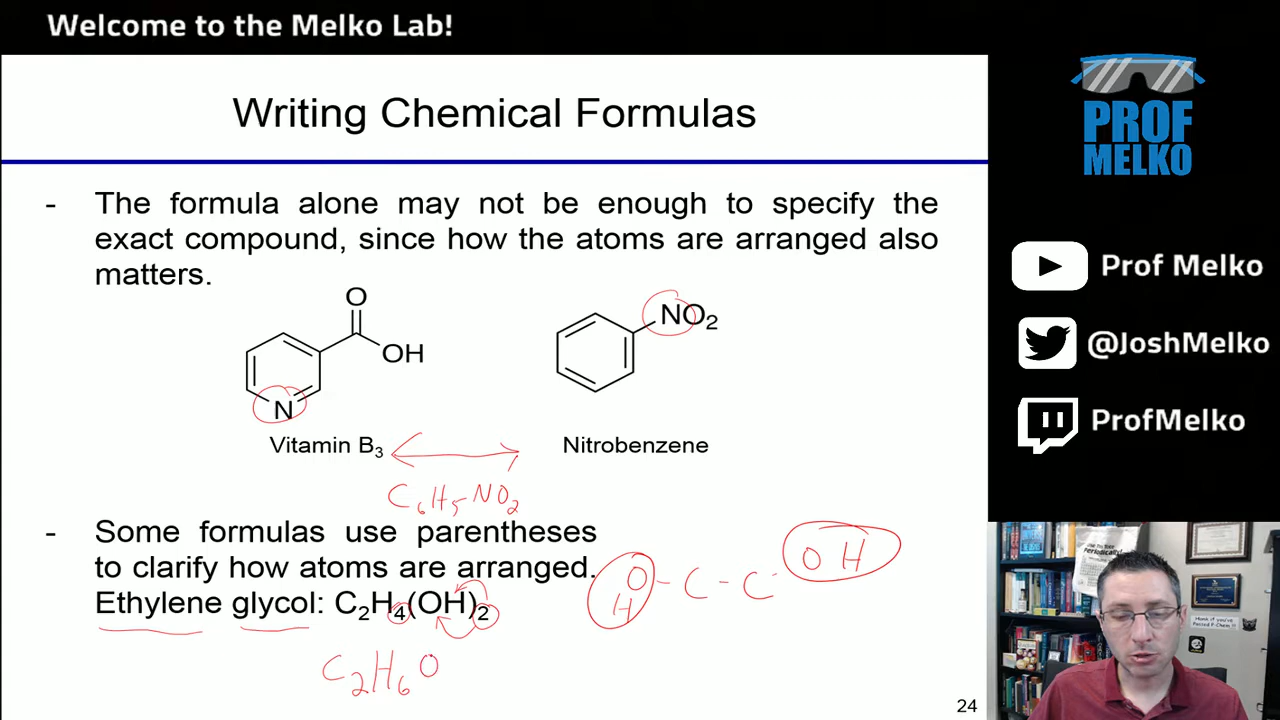 Welcome to the Melko Lab!
Writing Chemical Formulas
- The formula alone may not be enough to specify the
exact compound, since how the atoms are arranged also
matters.
O
OH
N
Vitamin B₃
NO₂
Nitrobenzene
C₆H₅NO₂
- Some formulas use parentheses
to clarify how atoms are arranged.
Ethylene glycol: C₂H₄(OH)₂
O
H
- C - C - OH
C₂H₆O
24
PROF
MELKO
Prof Melko
@JoshMelko
ProfMelko
Periodically!